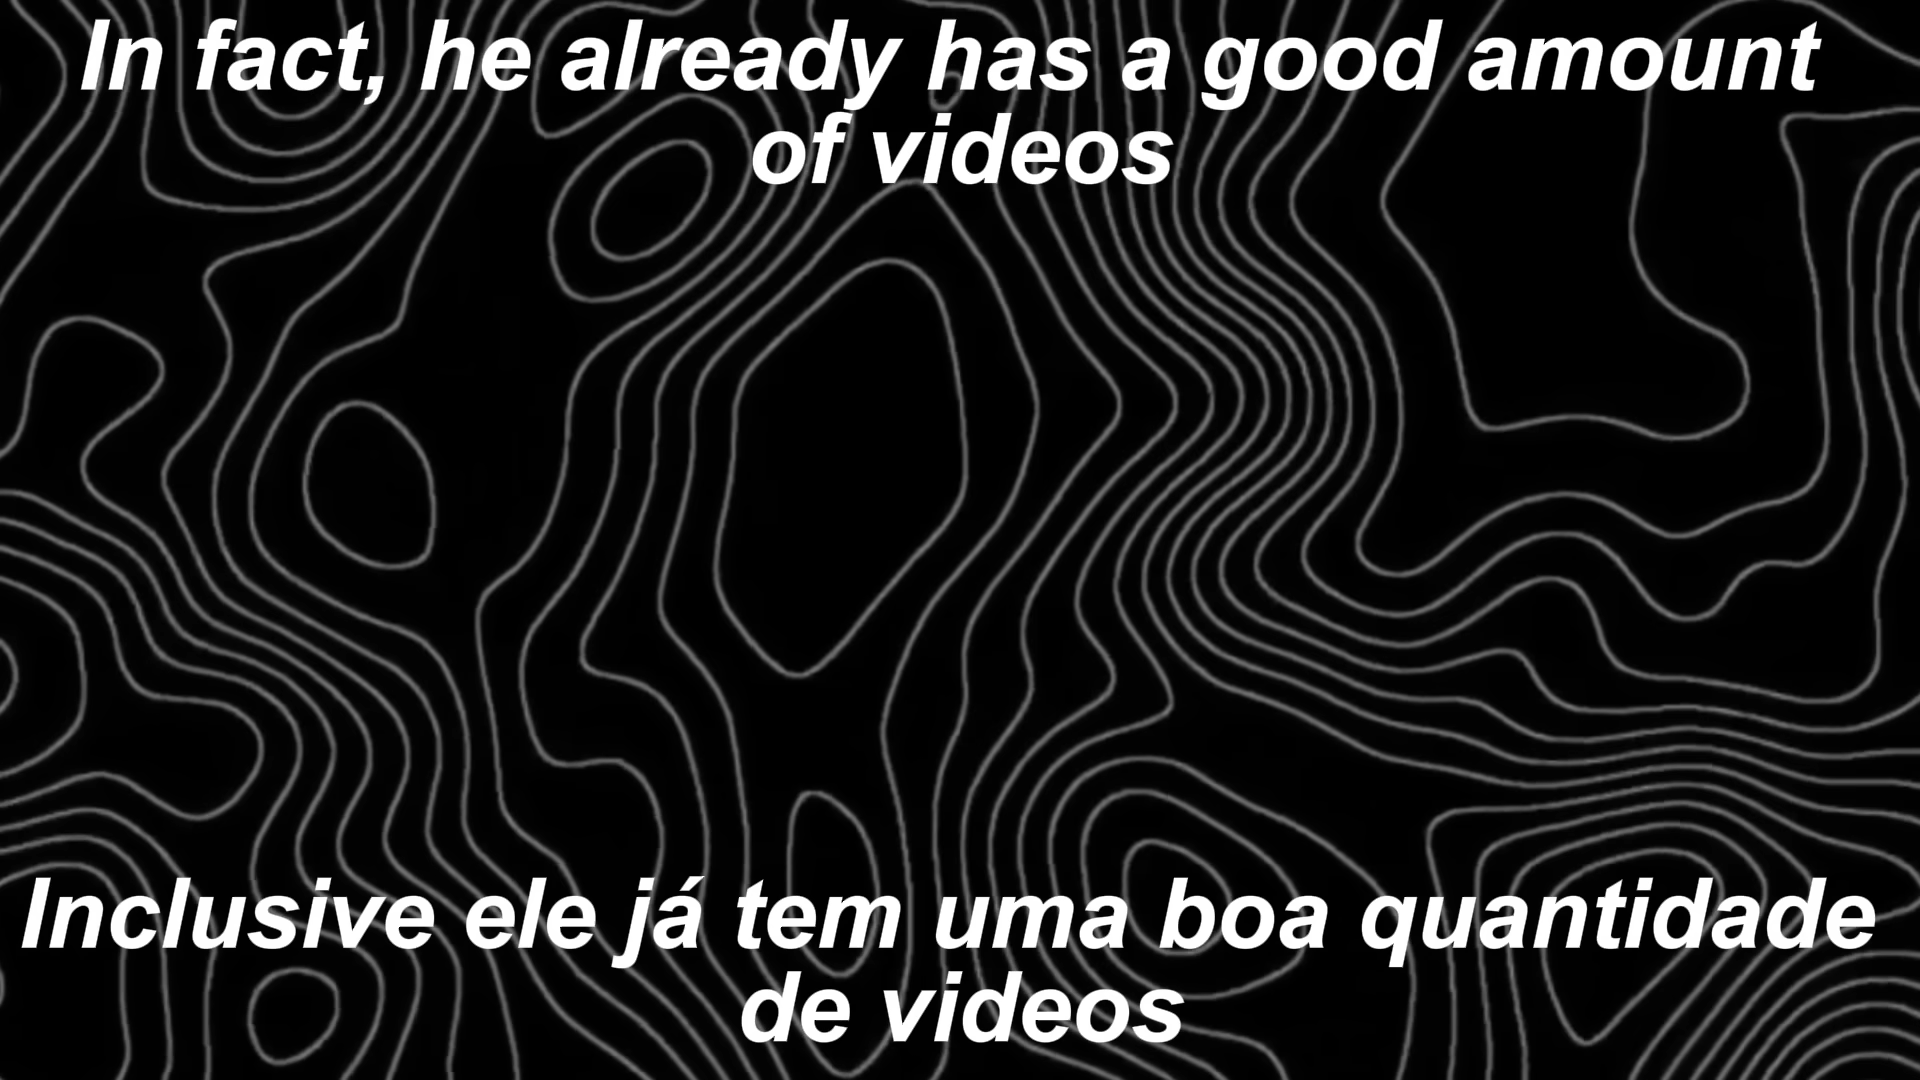 In fact, he already has a good amount
of videos
Inclusive ele já tem uma boa quantidade
de videos